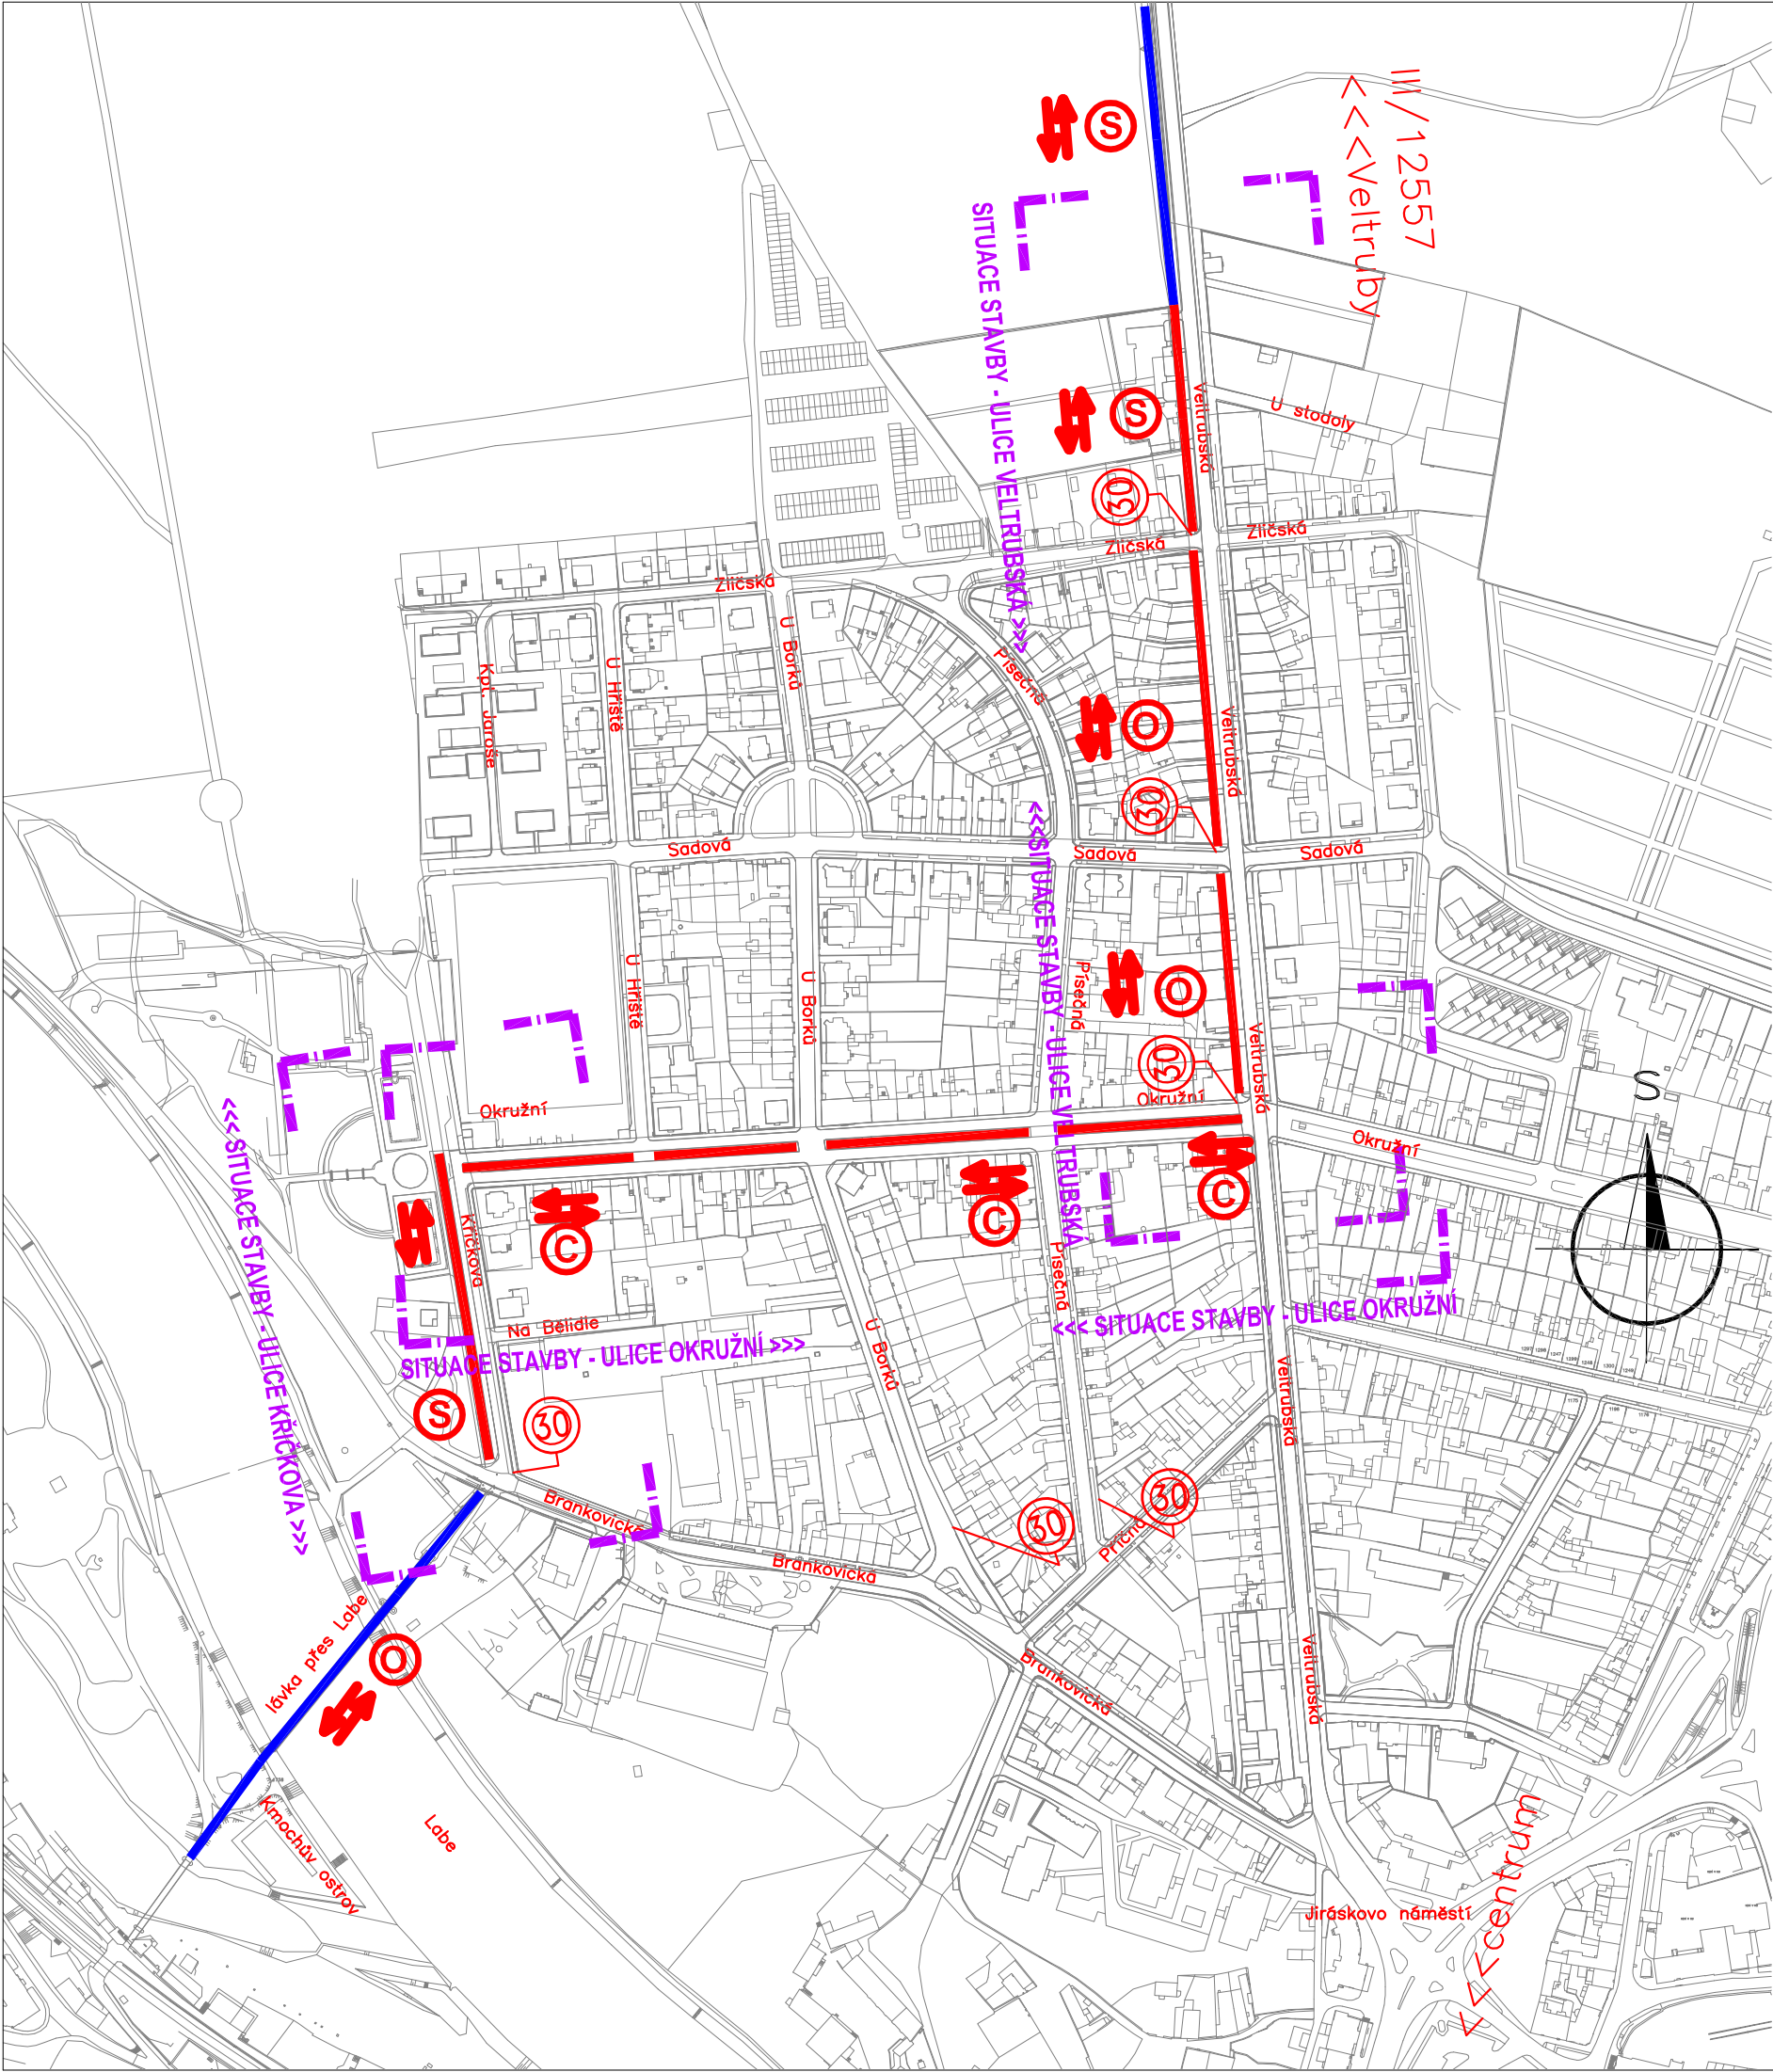 III/12557
<<<Veltruby
S
SITUACE STAVBY - ULICE VELTRUBSKÁ >>>
Veltrubská
U stodoly
S
30
Zličská
Zličská
Zličská
U Borků
Písečná
Kpt. Jaroše
U Hřiště
O
Veltrubská
30
<<<SITUACE STAVBY - ULICE VELTRUBSKÁ
Sadová
Sadová
Sadová
U Hřiště
U Borků
Písečná
O
30
Veltrubská
S
Okružní
Okružní
Okružní
<<<SITUACE STAVBY - ULICE KŘIČKOVA >>>
Křičkova
C
C
C
Písečná
Na Bělidle
<<< SITUACE STAVBY - ULICE OKRUŽNÍ
SITUACE STAVBY - ULICE OKRUŽNÍ >>>
U Borků
Veltrubská
S
30
30
30
Příčná
Brankovická
Brankovická
lávka přes Labe
O
Brankovická
Veltrubská
Kmochův ostrov
Labe
<<<centrum
Jiráskovo náměstí